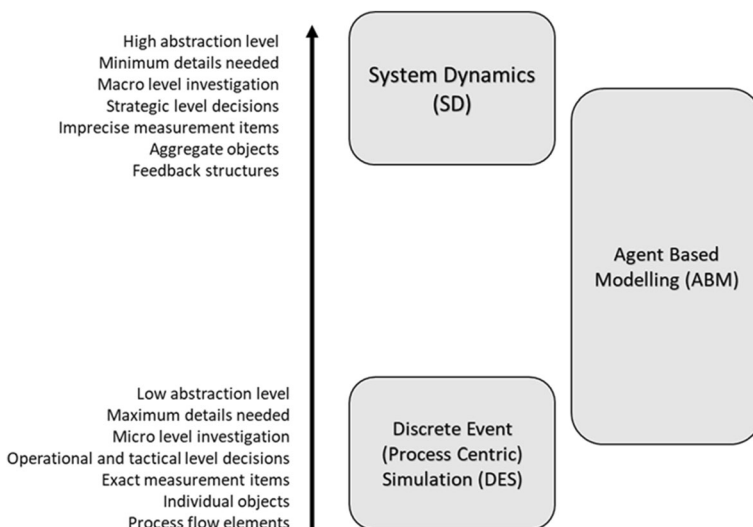 High abstraction level
Minimum details needed
Macro level investigation
Strategic level decisions
Imprecise measurement items
Aggregate objects
Feedback structures
System Dynamics
(SD)
Agent Based
Modelling (ABM)
Low abstraction level
Maximum details needed
Micro level investigation
Operational and tactical level decisions
Exact measurement items
Individual objects
Process flow elements
Discrete Event
(Process Centric)
Simulation (DES)